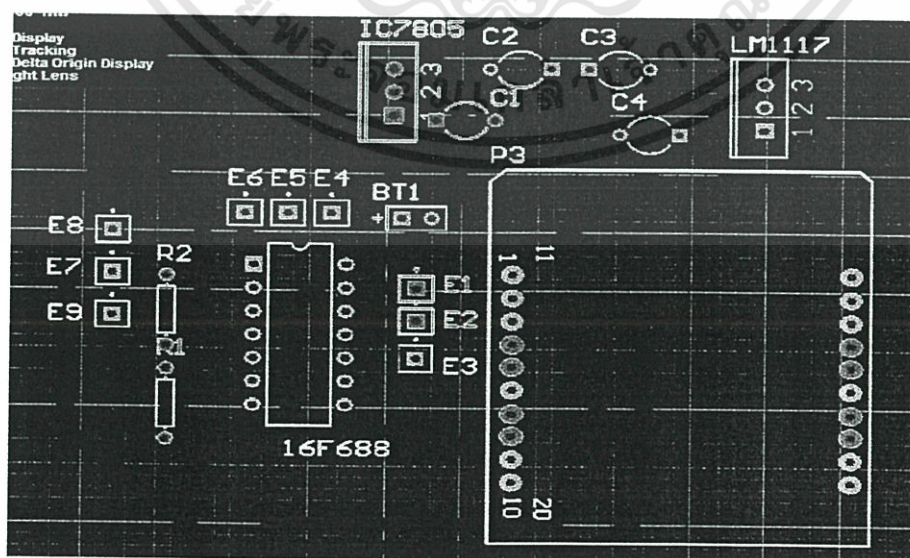 Display
Tracking
Delta Origin Display
ght Lens
IC7805
C2
C3
LM1117
1 2 3
C1
C4
1 2 3
P3
E6 E5 E4
BT1
+
E8
E7
E9
R2
R1
E1
E2
E3
1
11
10
20
16F688